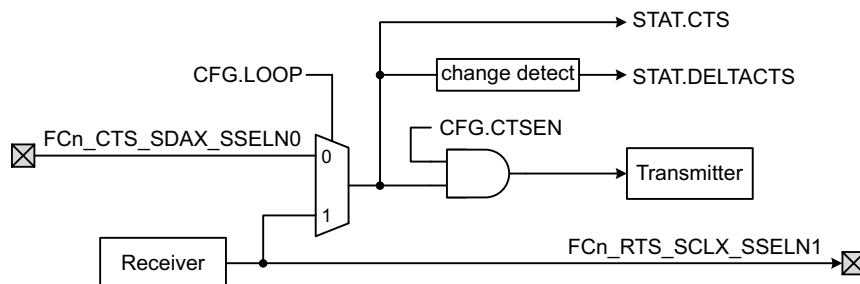 STAT.CTS
CFG.LOOP
change detect
STAT.DELTACTS
FCn_CTS_SDAX_SSELN0
CFG.CTSEN
0
Transmitter
1
Receiver
FCn_RTS_SCLX_SSELN1